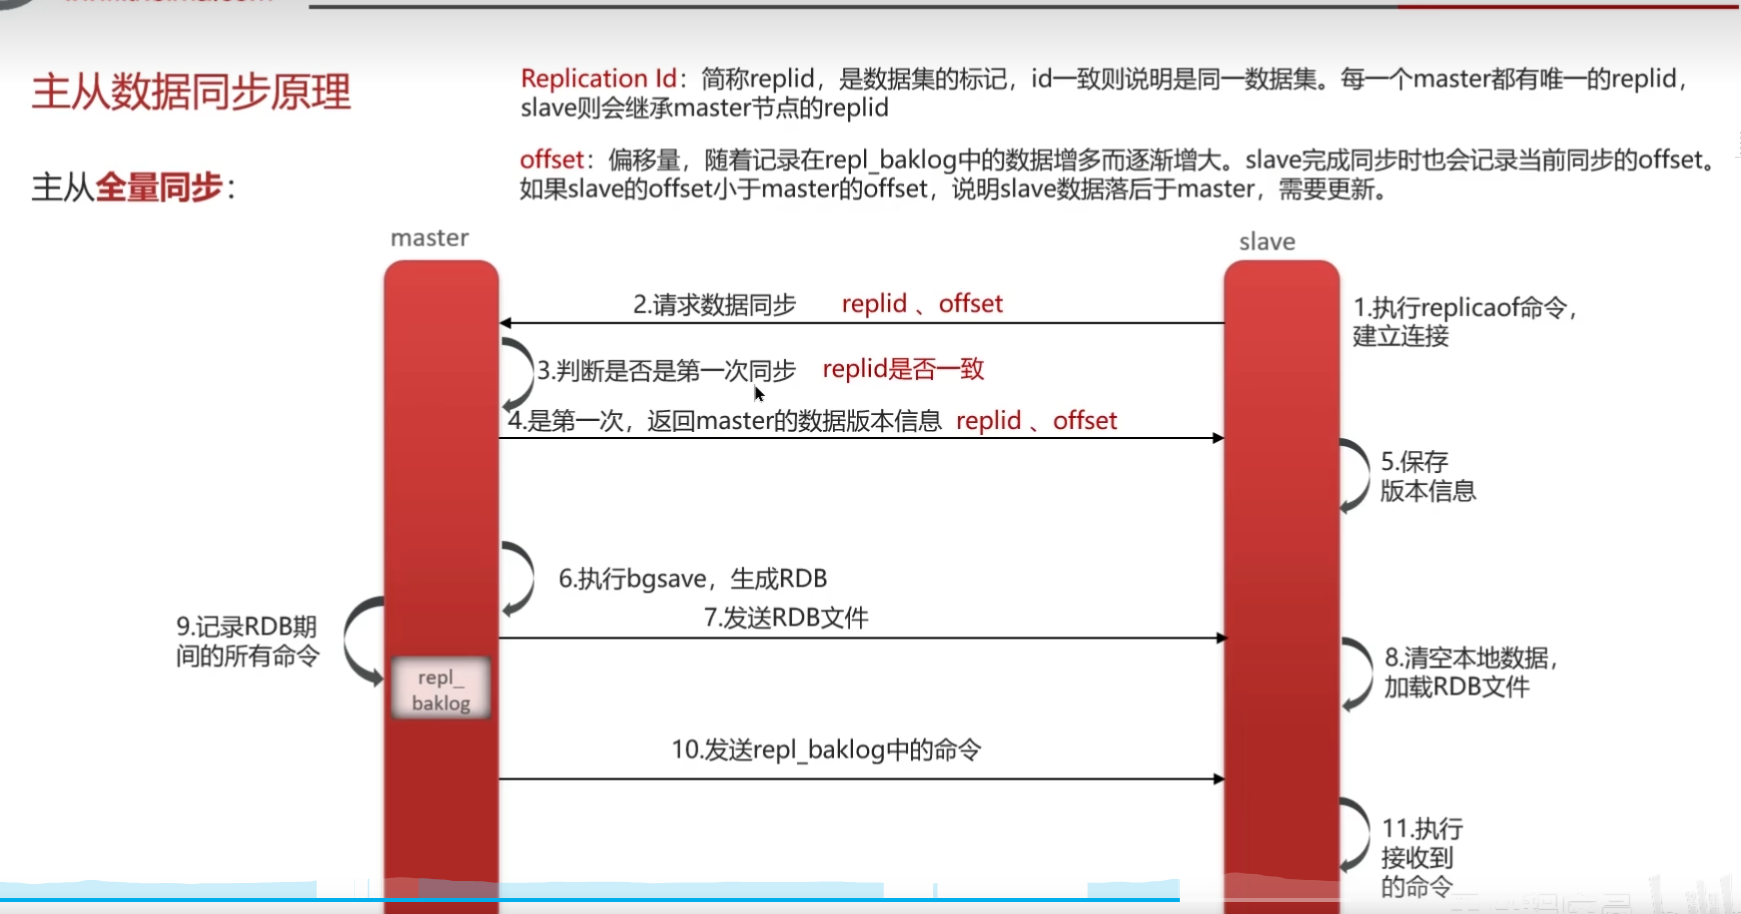 主从数据同步原理
Replication Id：简称replid，是数据集的标记，id一致则说明是同一数据集。每一个master都有唯一的replid，
slave则会继承master节点的replid
offset：偏移量，随着记录在repl_baklog中的数据增多而逐渐增大。slave完成同步时也会记录当前同步的offset。
如果slave的offset小于master的offset，说明slave数据落后于master，需要更新。
主从全量同步：
master
slave
1.执行replicaof命令，
建立连接
2.请求数据同步 replid 、offset
3.判断是否是第一次同步 replid是否一致
4.是第一次，返回master的数据版本信息 replid 、offset
5.保存
版本信息
6.执行bgsave，生成RDB
7.发送RDB文件
8.清空本地数据，
加载RDB文件
9.记录RDB期
间的所有命令
repl_
baklog
10.发送repl_baklog中的命令
11.执行
接收到
的命令